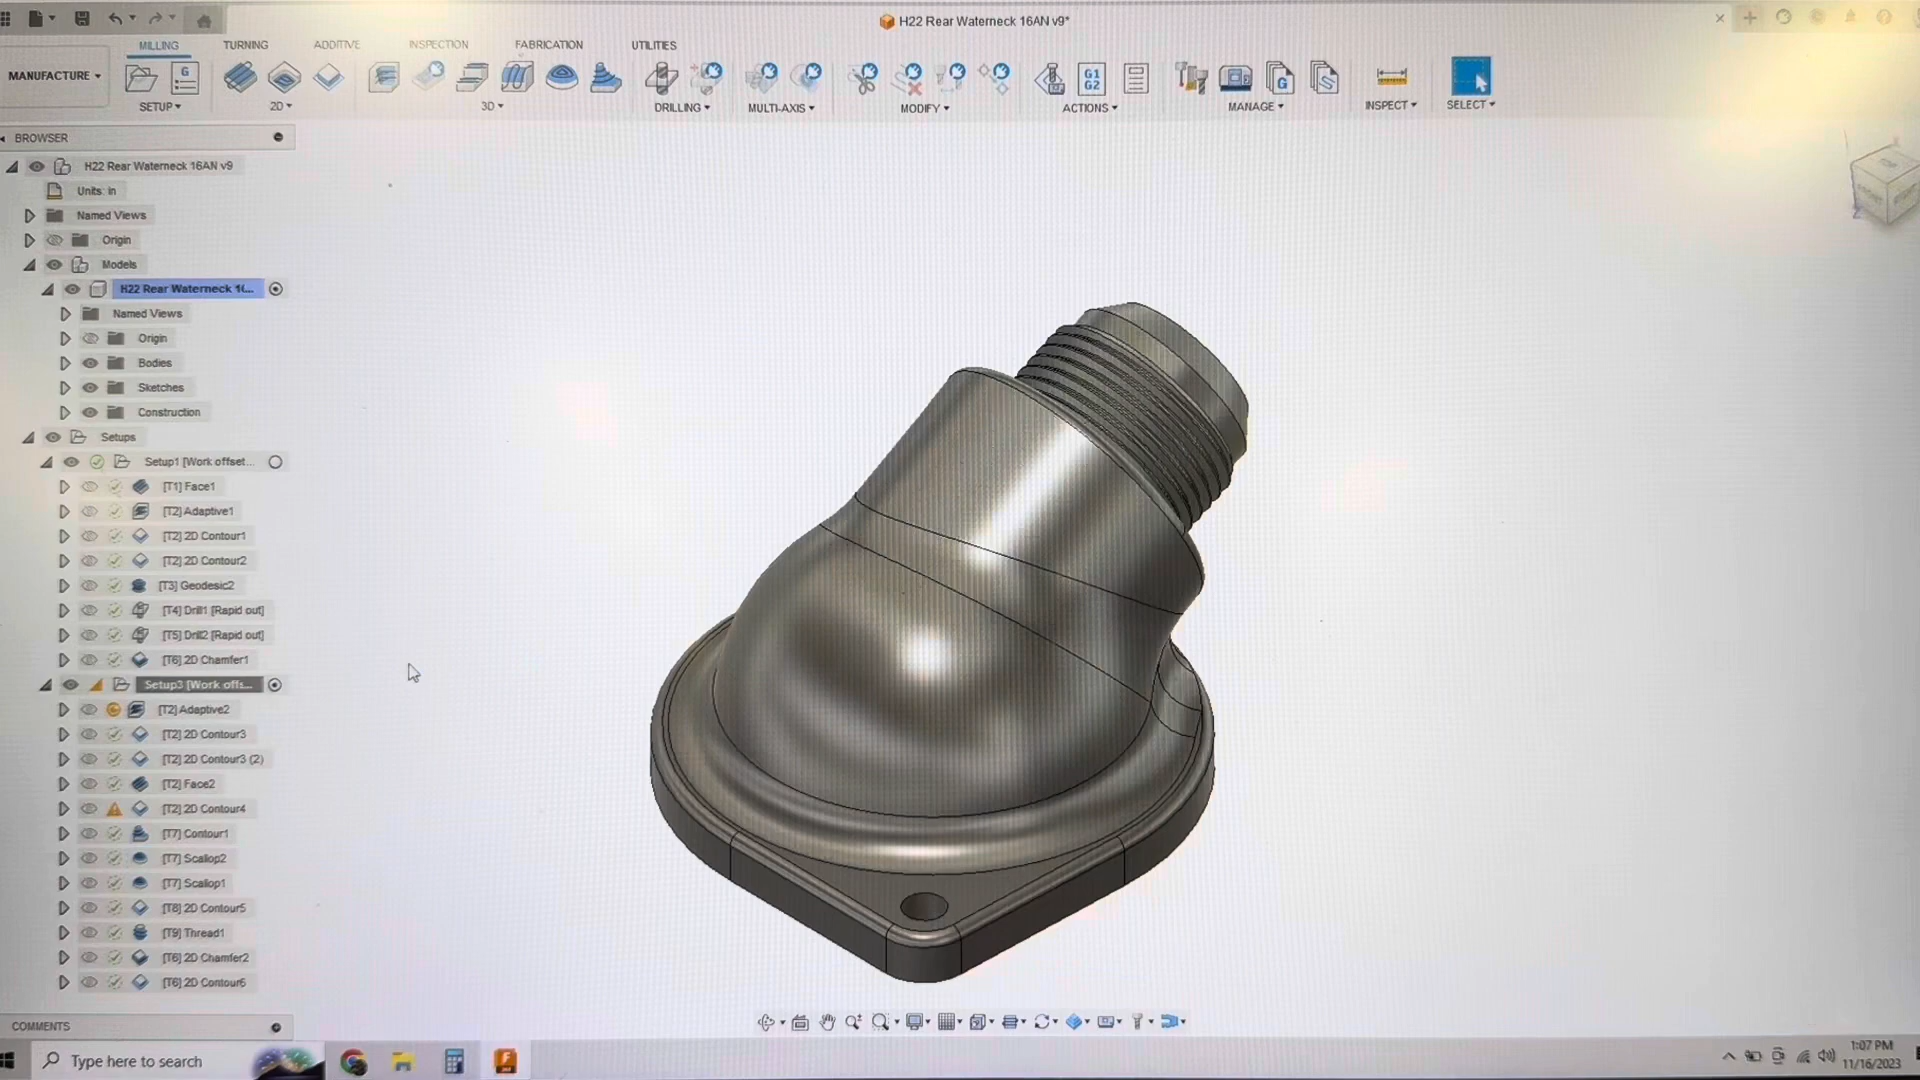 H22 Rear Waterneck 16AN v9*
MILLING TURNING ADDITIVE INSPECTION FABRICATION UTILITIES
MANUFACTURE
G
G1
G2
G
SETUP 2D 3D DRILLING MULTI-AXIS MODIFY ACTIONS MANAGE INSPECT SELECT
BROWSER
H22 Rear Waterneck 16AN v9
Units: in
Named Views
Origin
Models
H22 Rear Waterneck 1(...
Named Views
Origin
Bodies
Sketches
Construction
Setups
Setup1 [Work offset...
[T1] Face1
[T2] Adaptive1
[T2] 2D Contour1
[T2] 2D Contour2
[T3] Geodesic2
[T4] Drill1 [Rapid out]
[T5] Drill2 [Rapid out]
[T6] 2D Chamfer1
Setup3 [Work offs...
[T2] Adaptive2
[T2] 2D Contour3
[T2] 2D Contour3 (2)
[T2] Face2
[T2] 2D Contour4
[T7] Contour1
[T7] Scallop2
[T7] Scallop1
[T8] 2D Contour5
[T9] Thread1
[T6] 2D Chamfer2
[T6] 2D Contour6
COMMENTS
Type here to search
1:07 PM
11/16/2023